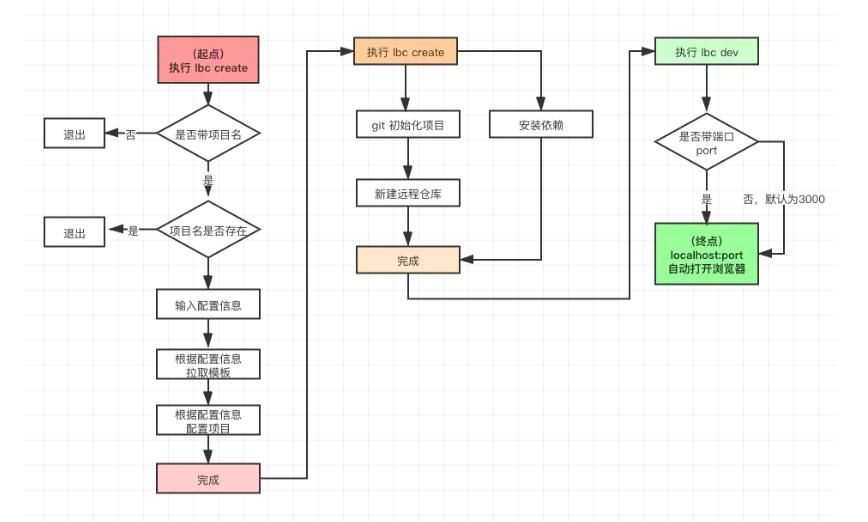 （起点）
执行 lbc create
是否带项目名
否
退出
是
项目名是否存在
是
退出
输入配置信息
根据配置信息
拉取模板
根据配置信息
配置项目
完成
执行 lbc create
git 初始化项目
安装依赖
新建远程仓库
完成
执行 lbc dev
是否带端口
port
是
否，默认为3000
（终点）
localhost:port
自动打开浏览器